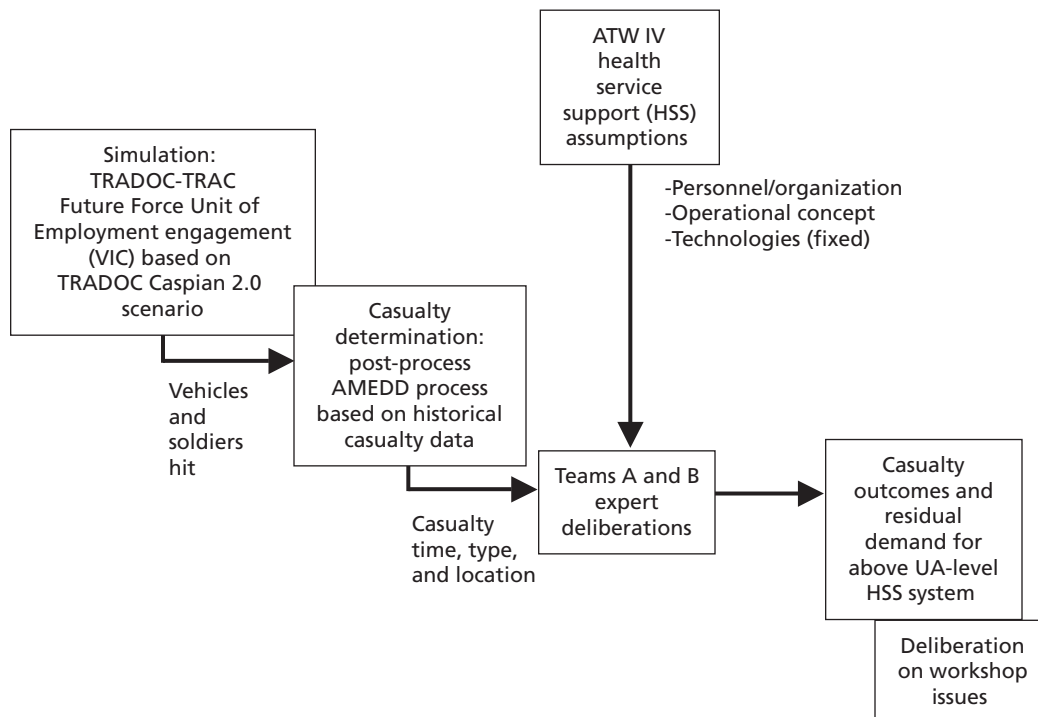 ATW IV
health
service
support (HSS)
assumptions
Simulation:
TRADOC-TRAC
Future Force Unit of
Employment engagement
(VIC) based on
TRADOC Caspian 2.0
scenario
-Personnel/organization
-Operational concept
-Technologies (fixed)
Casualty
determination:
post-process
AMEDD process
based on historical
casualty data
Vehicles
and
soldiers
hit
Teams A and B
expert
deliberations
Casualty
outcomes and
residual
demand for
above UA-level
HSS system
Casualty
time, type,
and location
Deliberation
on workshop
issues